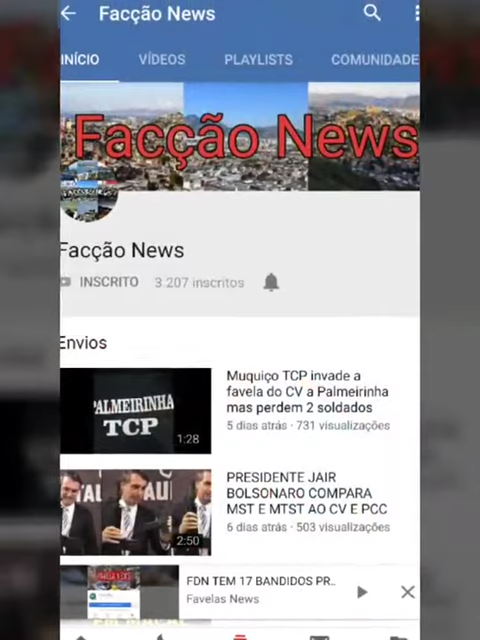 Facção News
INÍCIO VÍDEOS PLAYLISTS COMUNIDADE
Facção News
Facção News
INSCRITO 3.207 inscritos
Envios
PALMEIRINHA
TCP
1:28
Muquiço TCP invade a
favela do CV a Palmeirinha
mas perdem 2 soldados
5 dias atrás · 731 visualizações
2:50
PRESIDENTE JAIR
BOLSONARO COMPARA
MST E MTST AO CV E PCC
6 dias atrás · 503 visualizações
FDN TEM 17 BANDIDOS PR..
Favelas News